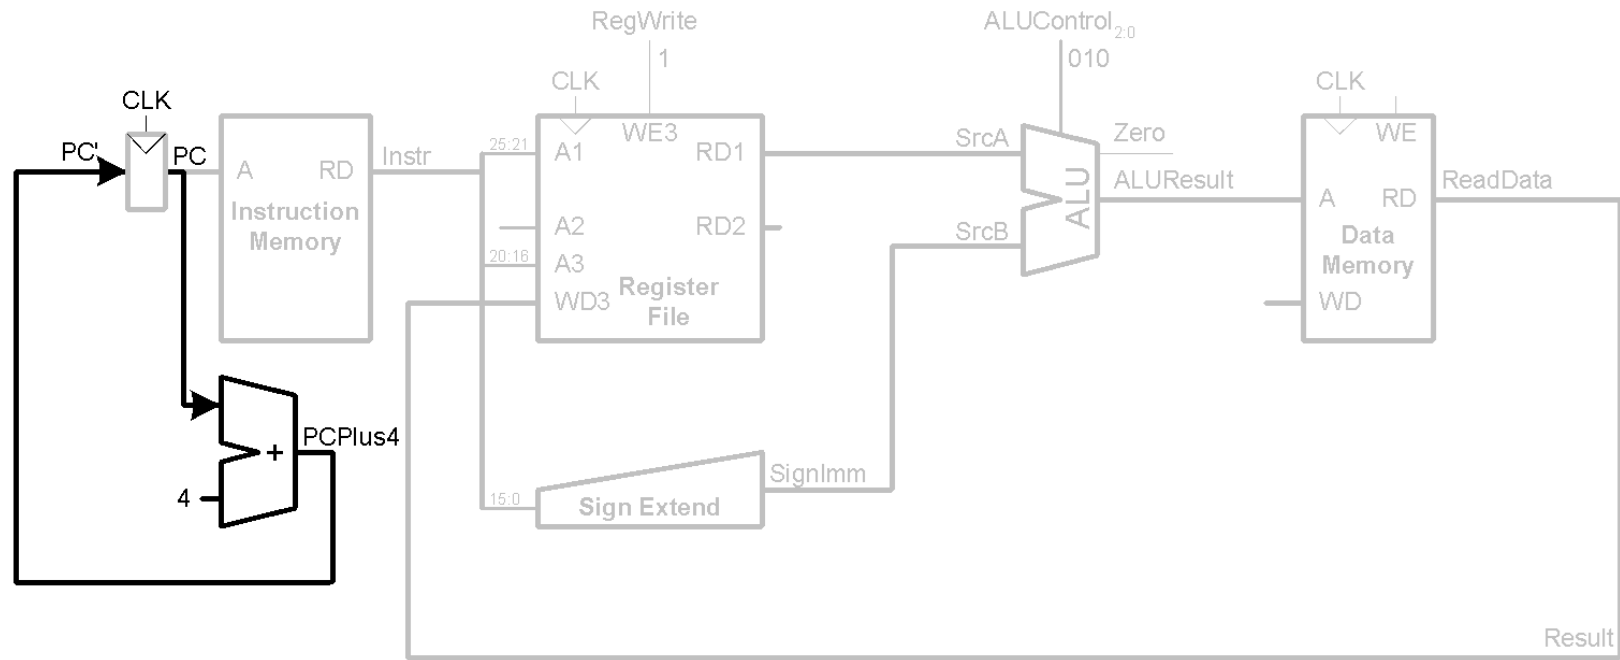 RegWrite
ALUControl2:0
1
010
CLK
CLK
CLK
WE3
Zero
WE
PC'
PC
A
RD
Instr
25:21
A1
RD1
SrcA
ALU
ALUResult
A
RD
ReadData
Instruction
Memory
A2
RD2
SrcB
Data
Memory
20:16
A3
WD3
Register
File
WD
PCPlus4
+
4
SignImm
15:0
Sign Extend
Result